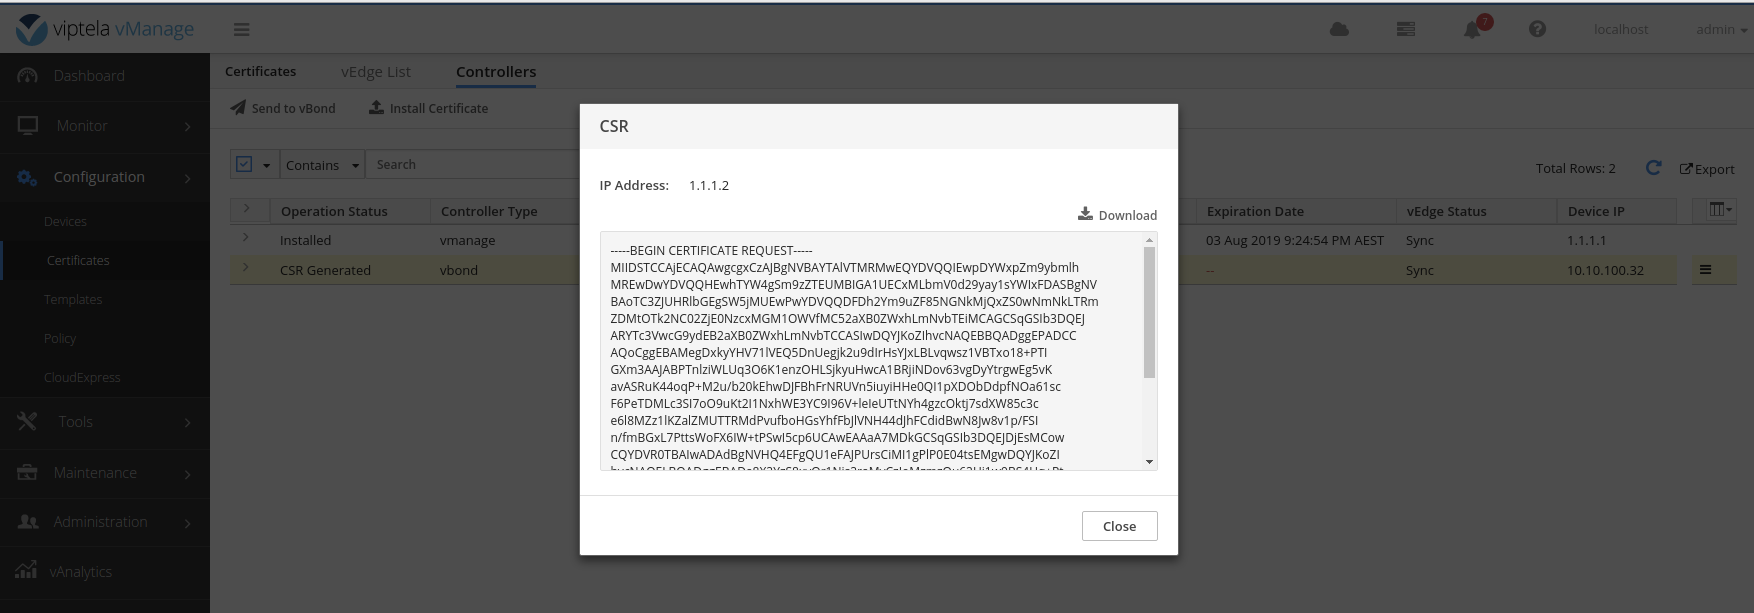 viptela vManage
7
localhost
admin
Dashboard
Monitor
Configuration
Devices
Certificates
Templates
Policy
CloudExpress
Tools
Maintenance
Administration
vAnalytics
Certificates
vEdge List
Controllers
Send to vBond
Install Certificate
Contains
Search
Total Rows: 2
Export
Operation Status
Controller Type
Expiration Date
vEdge Status
Device IP
Installed
vmanage
03 Aug 2019 9:24:54 PM AEST
Sync
1.1.1.1
CSR Generated
vbond
--
Sync
10.10.100.32
CSR
IP Address: 1.1.1.2
Download
-----BEGIN CERTIFICATE REQUEST-----
MIIDSTCCAjECAQAwgcgxCzAJBgNVBAYTAlVTMRMwEQYDVQQIEwpDYWxpZm9ybmlh
MREwDwYDVQQHEwhTYW4gSm9zZTEUMBIGA1UECxMLbmV0d29yay1sYWIxFDASBgNV
BAoTC3ZJUHRlbGEgSW5jMUEwPwYDVQQDFDh2Ym9uZF85NGNkMjQxZS0wNmNkLTRm
ZDMtOTk2NC02ZjE0NzcxMGM1OWVfMC52aXB0ZWxhLmNvbTEiMCAGCSqGSIb3DQEJ
ARYTc3VwcG9ydEB2aXB0ZWxhLmNvbTCCASIwDQYJKoZIhvcNAQEBBQADggEPADCC
AQoCggEBAMegDxkyYHV71lVEQ5DnUegjk2u9dIrHsYJxLBLvqwsz1VBTxo18+PTI
GXm3AAJABPTnlziWLUq3O6K1enzOHLSjkyuHwcA1BRjiNDov63vgDyYtrgwEg5vK
avASRuK44oqP+M2u/b20kEhwDJFBhFrNRUVn5iuyiHHe0QI1pXDObDdpfNOa61sc
F6PeTDMLc3SI7oO9uKt2I1NxhWE3YC9I96V+leIeUTtNYh4gzcOktj7sdXW85c3c
e6l8MZz1lKZalZMUTTRMdPvufboHGsYhfFbJlVNH44dJhFCdidBwN8Jw8v1p/FSI
n/fmBGxL7PttsWoFX6IW+tPSwI5cp6UCAwEAAaA7MDkGCSqGSIb3DQEJDjEsMCow
CQYDVR0TBAIwADAdBgNVHQ4EFgQU1eFAJPUrsCiMI1gPlP0E04tsEMgwDQYJKoZI
Close